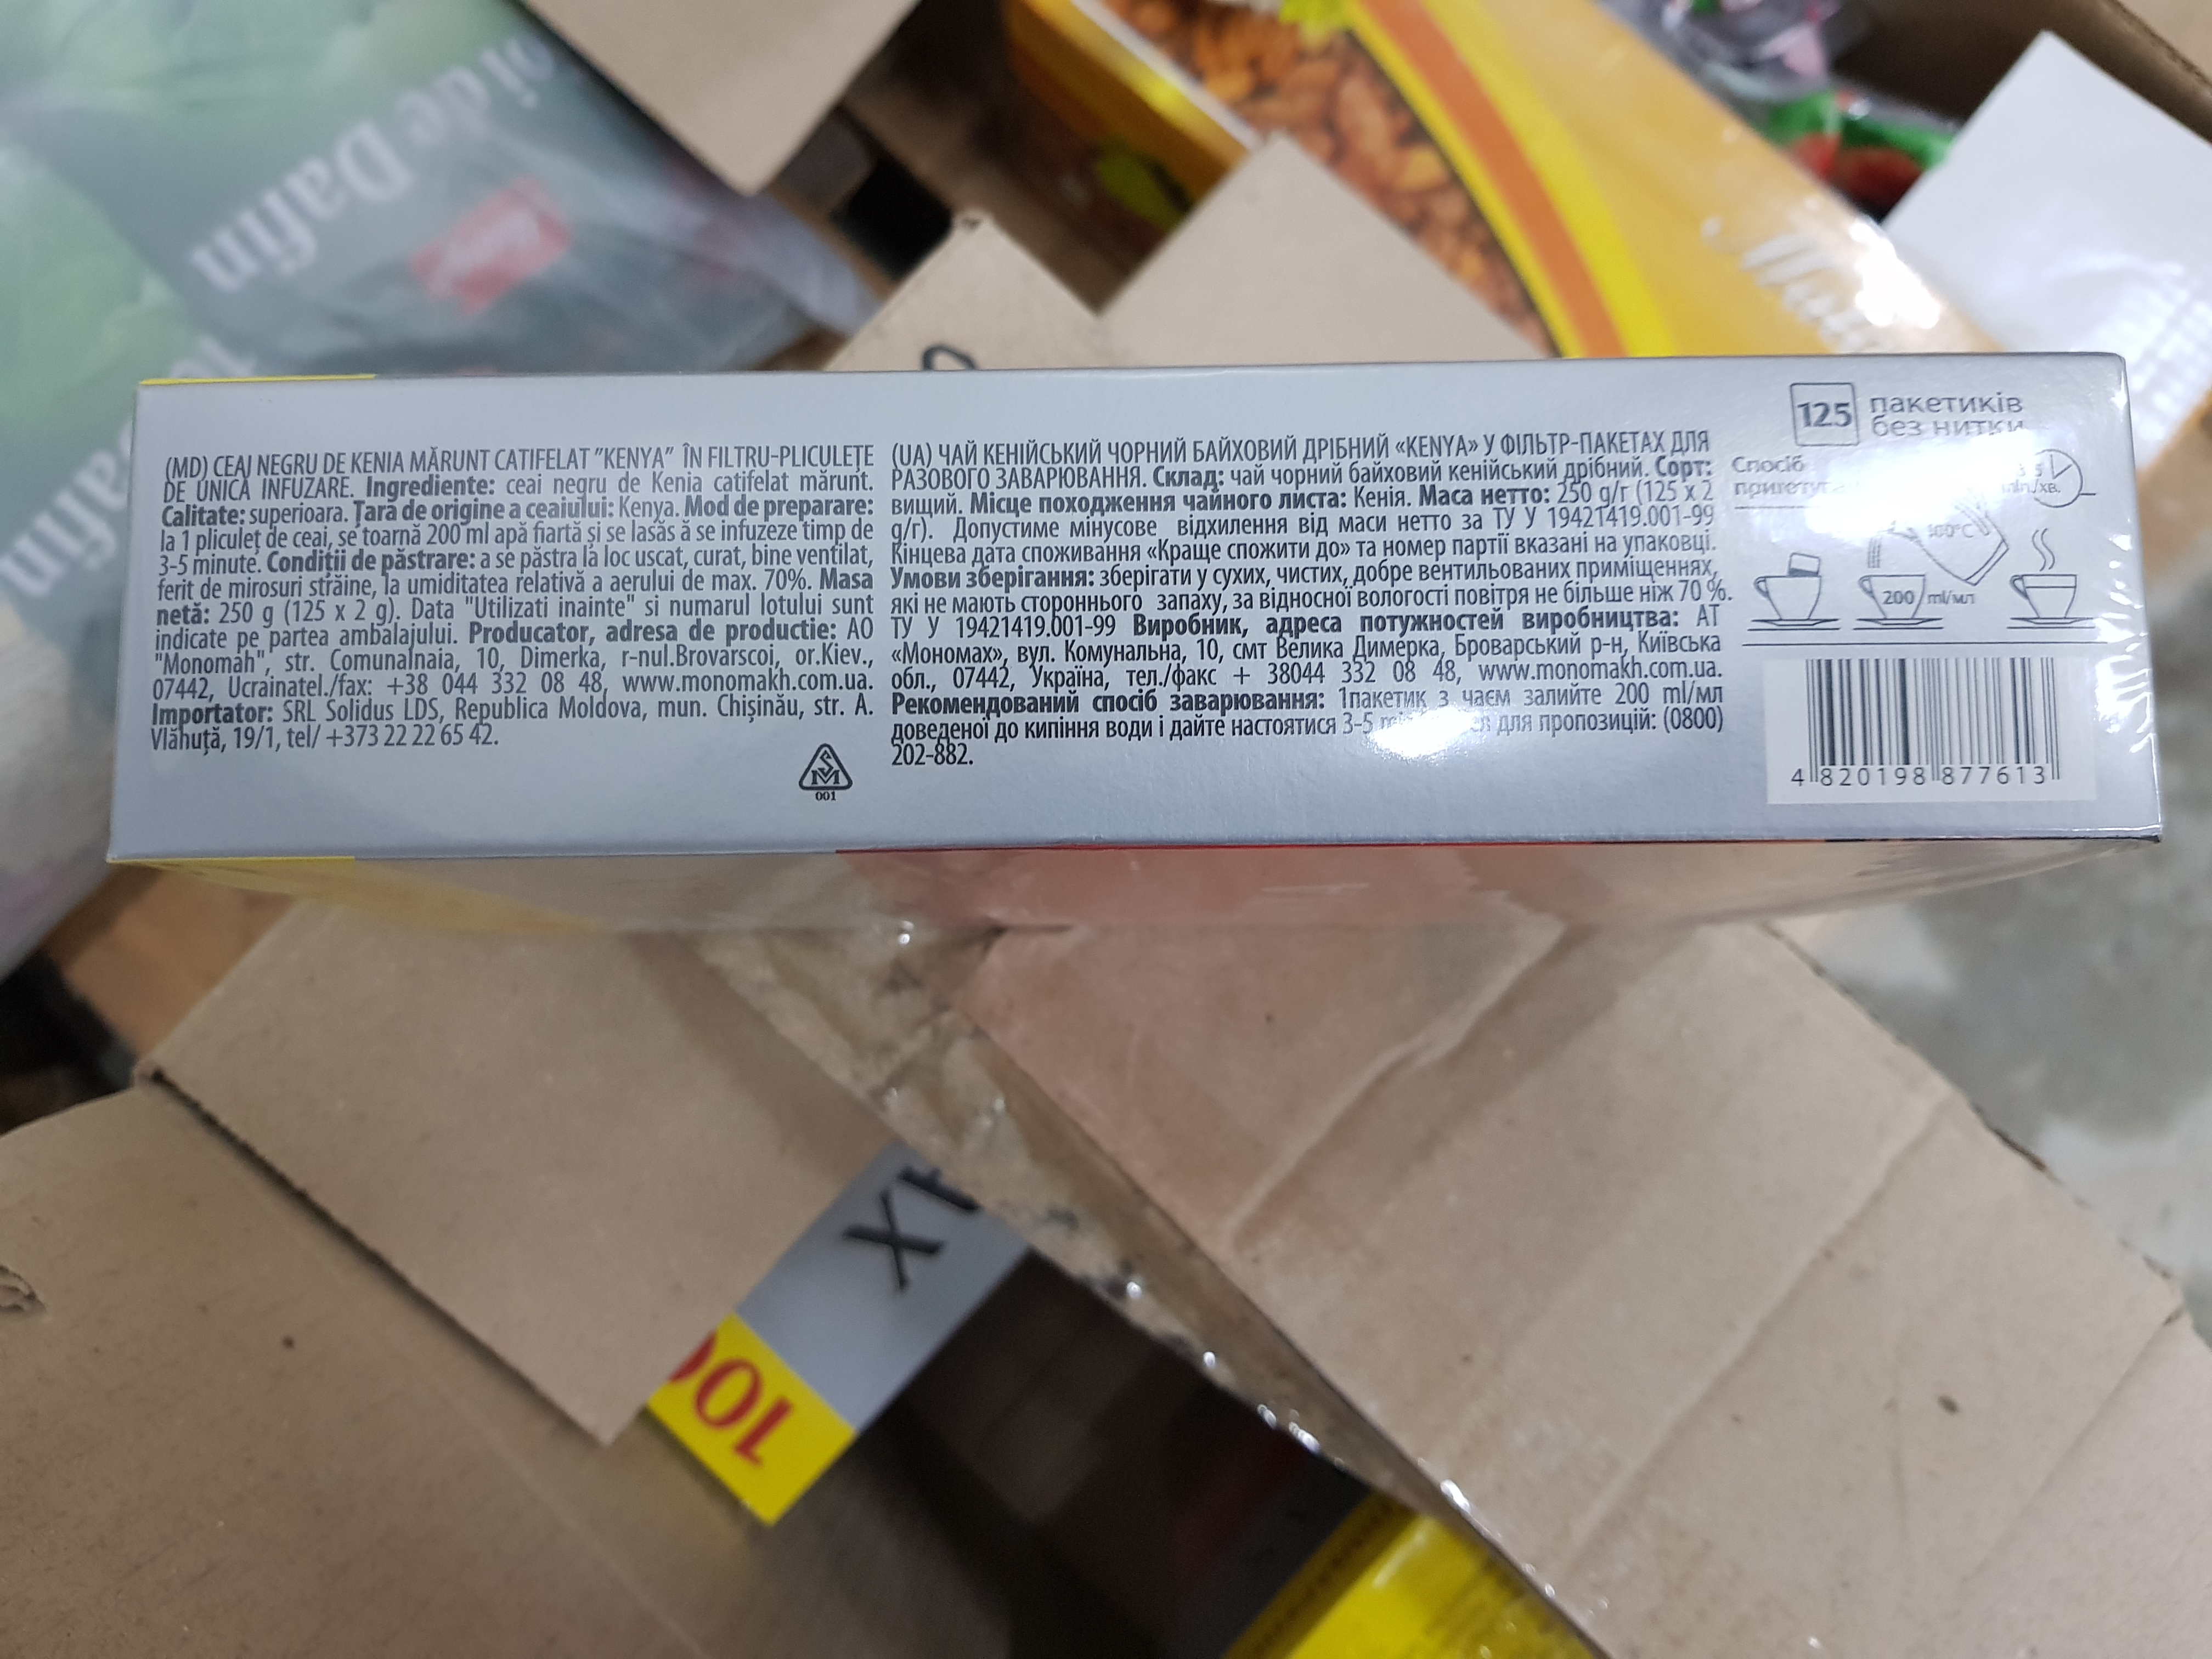 oi de Dafin
Dafin
(MD) CEAI NEGRU DE KENIA MĂRUNT CATIFELAT "KENYA" ÎN FILTRU-PLICULEȚE
DE UNICĂ INFUZARE. Ingrediente: ceai negru de Kenia catifelat mărunt.
Calitate: superioara. Țara de origine a ceaiului: Kenya. Mod de preparare:
la 1 pliculeț de ceai, se toarnă 200 ml apă fiartă și se lasăs ă se infuzeze timp de
3-5 minute. Condiții de păstrare: a se păstra la loc uscat, curat, bine ventilat,
ferit de mirosuri străine, la umiditatea relativă a aerului de max. 70%. Masa
netă: 250 g (125 x 2 g). Data "Utilizati inainte" si numarul lotului sunt
indicate pe partea ambalajului. Producator, adresa de productie: AO
"Monomah", str. Comunalnaia, 10, Dimerka, r-nul.Brovarscoi, or.Kiev.,
07442, Ucrainatel./fax: +38 044 332 08 48, www.monomakh.com.ua.
Importator: SRL Solidus LDS, Republica Moldova, mun. Chișinău, str. A.
Vlăhuță, 19/1, tel/ +373 22 22 65 42.
001
(UA) ЧАЙ КЕНІЙСЬКИЙ ЧОРНИЙ БАЙХОВИЙ ДРІБНИЙ «KENYA» У ФІЛЬТР-ПАКЕТАХ ДЛЯ
РАЗОВОГО ЗАВАРЮВАННЯ. Склад: чай чорний байховий кенійський дрібний. Сорт:
вищий. Місце походження чайного листа: Кенія. Маса нетто: 250 g/г (125 x 2
g/г). Допустиме мінусове відхилення від маси нетто за ТУ У 19421419.001-99
Кінцева дата споживання «Краще спожити до» та номер партії вказані на упаковці.
Умови зберігання: зберігати у сухих, чистих, добре вентильованих приміщеннях,
які не мають стороннього запаху, за відносної вологості повітря не більше ніж 70 %.
ТУ У 19421419.001-99 Виробник, адреса потужностей виробництва: АТ
«Мономах», вул. Комунальна, 10, смт Велика Димерка, Броварський р-н, Київська
обл., 07442, Україна, тел./факс + 38044 332 08 48, www.monomakh.com.ua.
Рекомендований спосіб заварювання: 1пакетик з чаєм залийте 200 ml/мл
доведеної до кипіння води і дайте настоятися 3-5 для пропозицій: (0800)
202-882.
125 пакетиків
без нитки
Спосіб
min./хв.
100°C
200 ml/мл
4 820198 877613
100